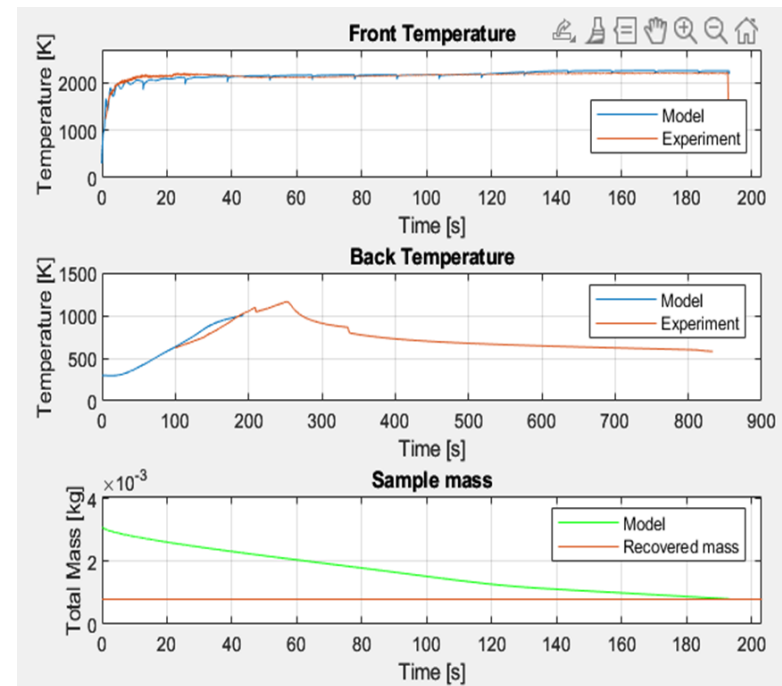 Front Temperature
Temperature [K]
2000
1000
0
0 20 40 60 80 100 120 140 160 180 200
Time [s]
Model
Experiment
Back Temperature
Temperature [K]
1500
1000
500
0
0 100 200 300 400 500 600 700 800 900
Time [s]
Model
Experiment
×10⁻³
Sample mass
Total Mass [kg]
4
2
0
0 20 40 60 80 100 120 140 160 180 200
Time [s]
Model
Recovered mass